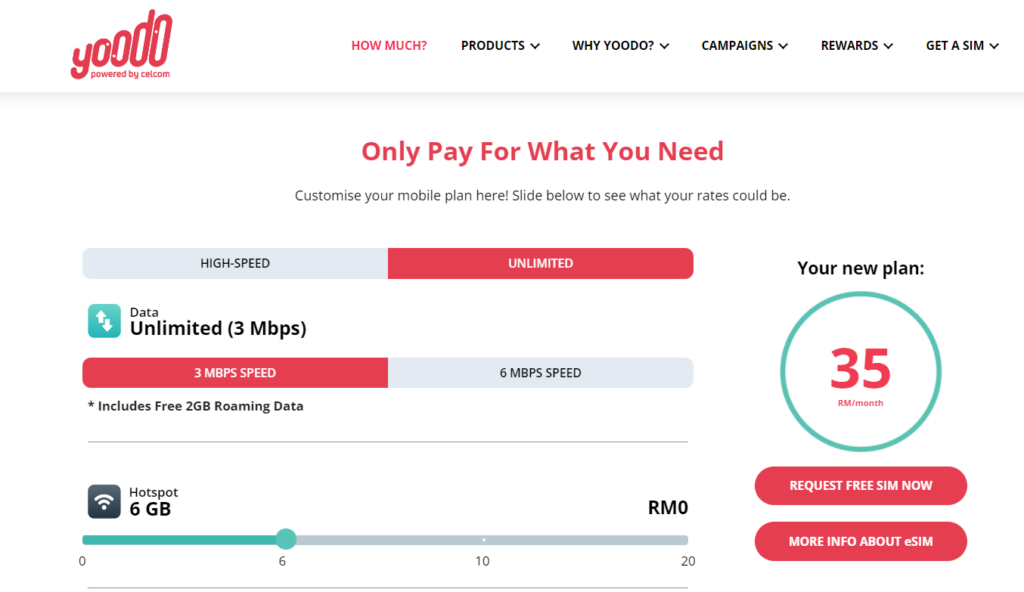 yoodo
powered by celcom
HOW MUCH?
PRODUCTS
WHY YOODO?
CAMPAIGNS
REWARDS
GET A SIM
Only Pay For What You Need
Customise your mobile plan here! Slide below to see what your rates could be.
HIGH-SPEED
UNLIMITED
Data
Unlimited (3 Mbps)
3 MBPS SPEED
6 MBPS SPEED
* Includes Free 2GB Roaming Data
Hotspot
6 GB
RM0
0
6
10
20
Your new plan:
35
RM/month
REQUEST FREE SIM NOW
MORE INFO ABOUT eSIM